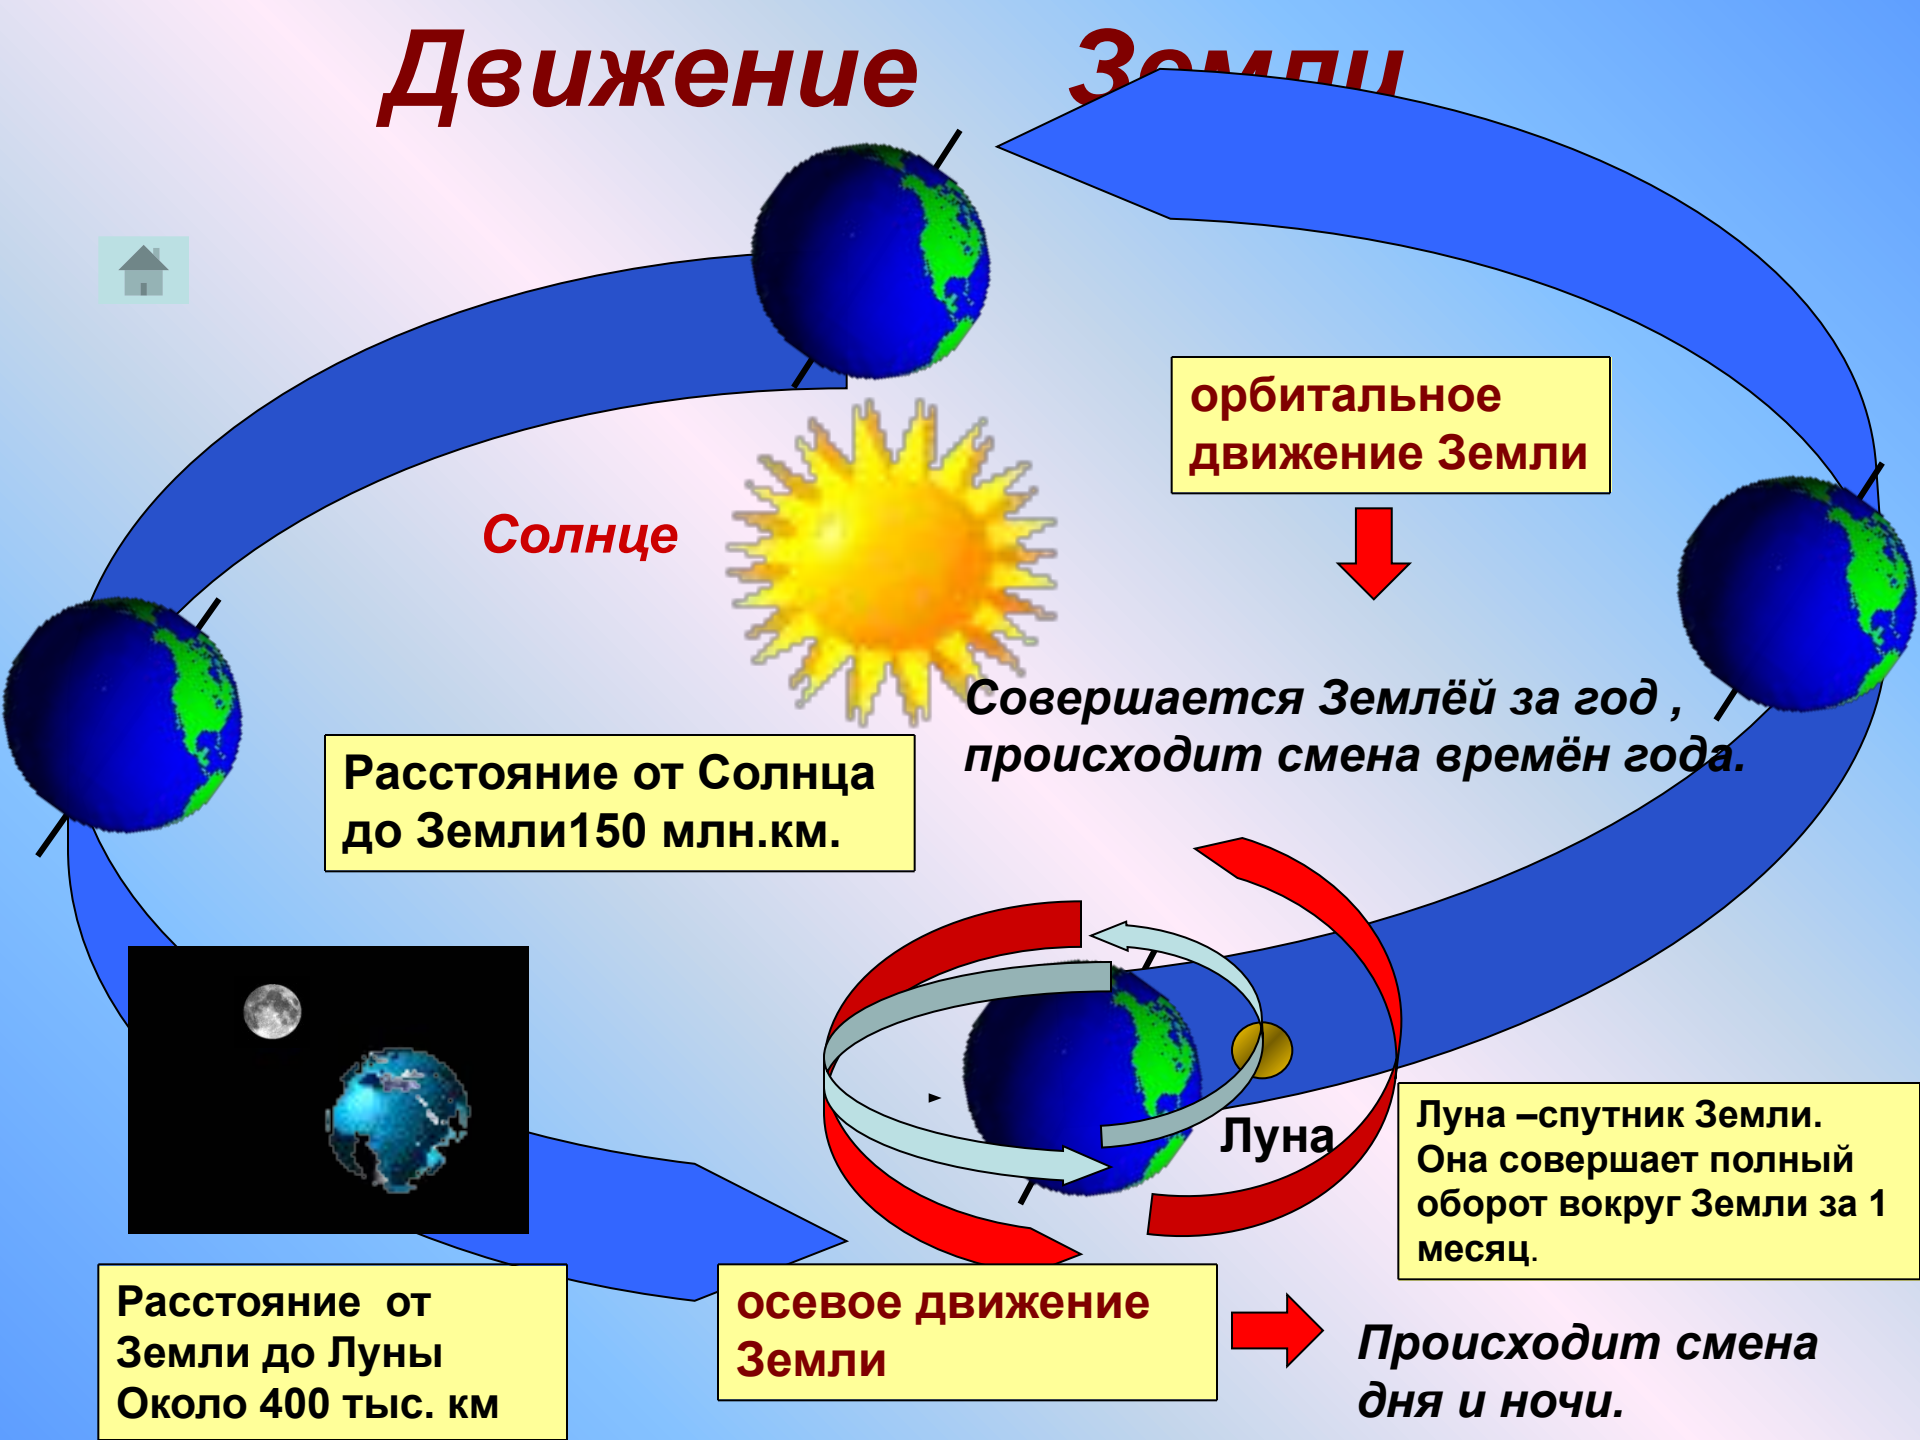 Движение Земли
орбитальное
движение Земли
Солнце
Совершается Землёй за год ,
происходит смена времён года.
Расстояние от Солнца
до Земли150 млн.км.
Луна
Луна –спутник Земли.
Она совершает полный
оборот вокруг Земли за 1
месяц.
Расстояние от
Земли до Луны
Около 400 тыс. км
осевое движение
Земли
Происходит смена
дня и ночи.